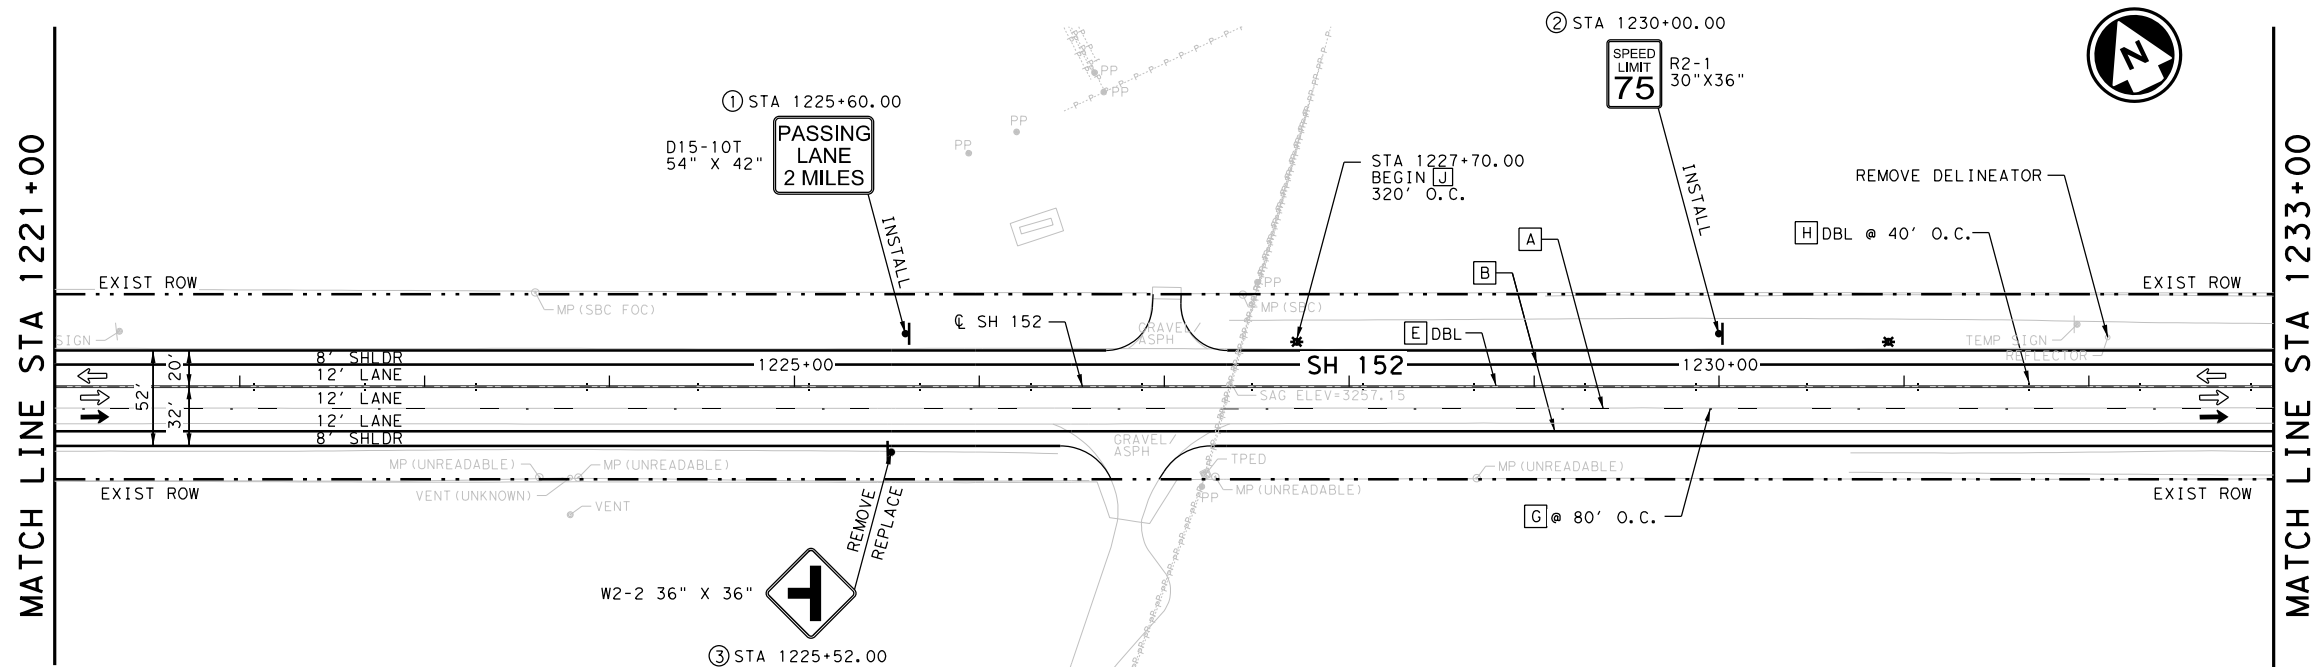 MATCH LINE STA 1221+00
② STA 1230+00.00
SPEED
LIMIT
75
R2-1
30"X36"
INSTALL
N
① STA 1225+60.00
D15-10T
54" X 42"
PASSING
LANE
2 MILES
INSTALL
PP
PP
PP
PP
STA 1227+70.00
BEGIN J
320' O.C.
REMOVE DELINEATOR
H DBL @ 40' O.C.
A
B
E DBL
EXIST ROW
EXIST ROW
MP (SBC FOC)
PP
MP (SBC)
SIGN
℄ SH 152
GRAVEL/
ASPH
TEMP SIGN
REFLECTOR
8' SHLDR
12' LANE
12' LANE
12' LANE
8' SHLDR
52'
20'
32'
1225+00
SH 152
1230+00
SAG ELEV=3257.15
GRAVEL/
ASPH
MP (UNREADABLE)
MP (UNREADABLE)
VENT (UNKNOWN)
VENT
TPED
MP (UNREADABLE)
PP
MP (UNREADABLE)
EXIST ROW
EXIST ROW
G @ 80' O.C.
REMOVE
REPLACE
W2-2 36" X 36"
③ STA 1225+52.00
MATCH LINE STA 1233+00